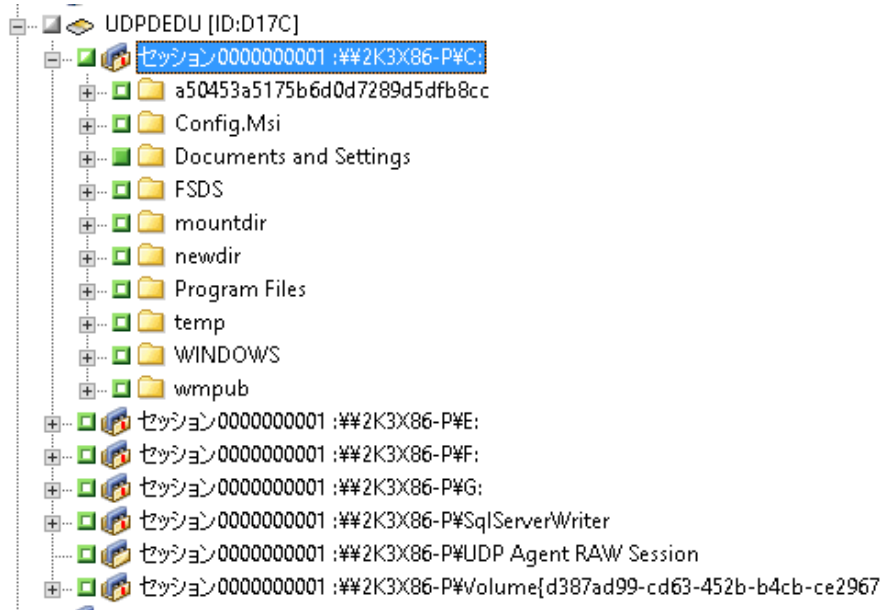 UDPDEDU [ID:D17C]
セッション0000000001 :¥¥2K3X86-P¥C:
a50453a5175b6d0d7289d5dfb8cc
Config.Msi
Documents and Settings
FSDS
mountdir
newdir
Program Files
temp
WINDOWS
wmpub
セッション0000000001 :¥¥2K3X86-P¥E:
セッション0000000001 :¥¥2K3X86-P¥F:
セッション0000000001 :¥¥2K3X86-P¥G:
セッション0000000001 :¥¥2K3X86-P¥SqlServerWriter
セッション0000000001 :¥¥2K3X86-P¥UDP Agent RAW Session
セッション0000000001 :¥¥2K3X86-P¥Volume{d387ad99-cd63-452b-b4cb-ce2967